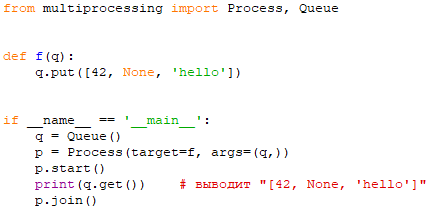 from multiprocessing import Process, Queue
def f(q):
    q.put([42, None, 'hello'])
if __name__ == '__main__':
    q = Queue()
    p = Process(target=f, args=(q,))
    p.start()
    print(q.get())    # выводит "[42, None, 'hello']"
    p.join()